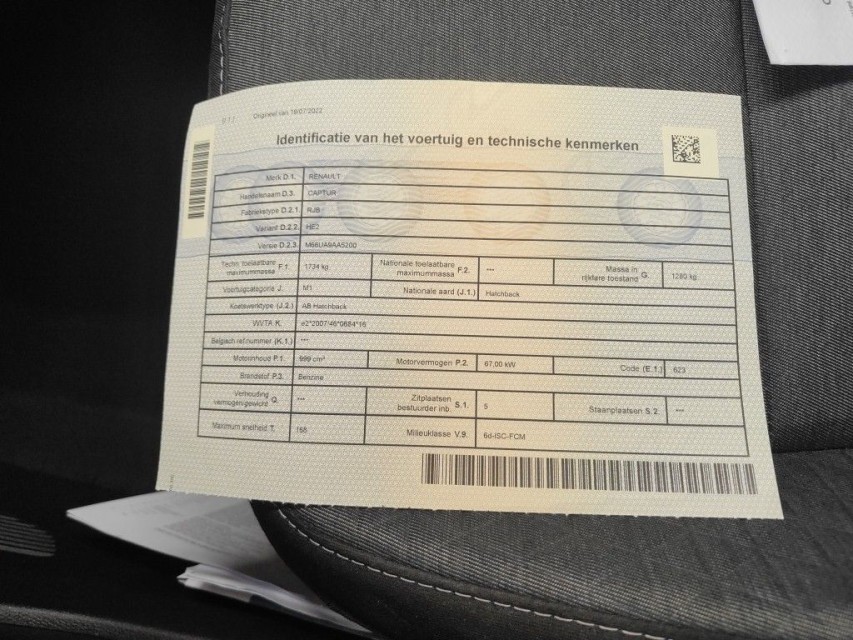 Origineel van 19/07/2022
Identificatie van het voertuig en technische kenmerken
Merk D.1. RENAULT
Handelsnaam D.3. CAPTUR
Fabriekstype D.2.1. RJB
Variant D.2.2. HE2
Versie D.2.3. M66UA9AA5200
Techn. toelaatbare maximummassa F.1. 1734 kg Nationale toelaatbare maximummassa F.2. --- Massa in rijklare toestand G. 1280 kg
Voertuigcategorie J. M1 Nationale aard (J.1.) Hatchback
Koetswerktype (J.2.) AB Hatchback
WVTA K. e2*2007/46*0684*16
Belgisch ref.nummer (K.1.) ---
Motorinhoud P.1. 999 cm³ Motorvermogen P.2. 67,00 kW Code (E.1.) 623
Brandstof P.3. Benzine
Verhouding vermogen/gewicht Q. --- Zitplaatsen bestuurder inb. S.1. 5 Staanplaatsen S.2. ---
Maximum snelheid T. 168 Milieuklasse V.9. 6d-ISC-FCM